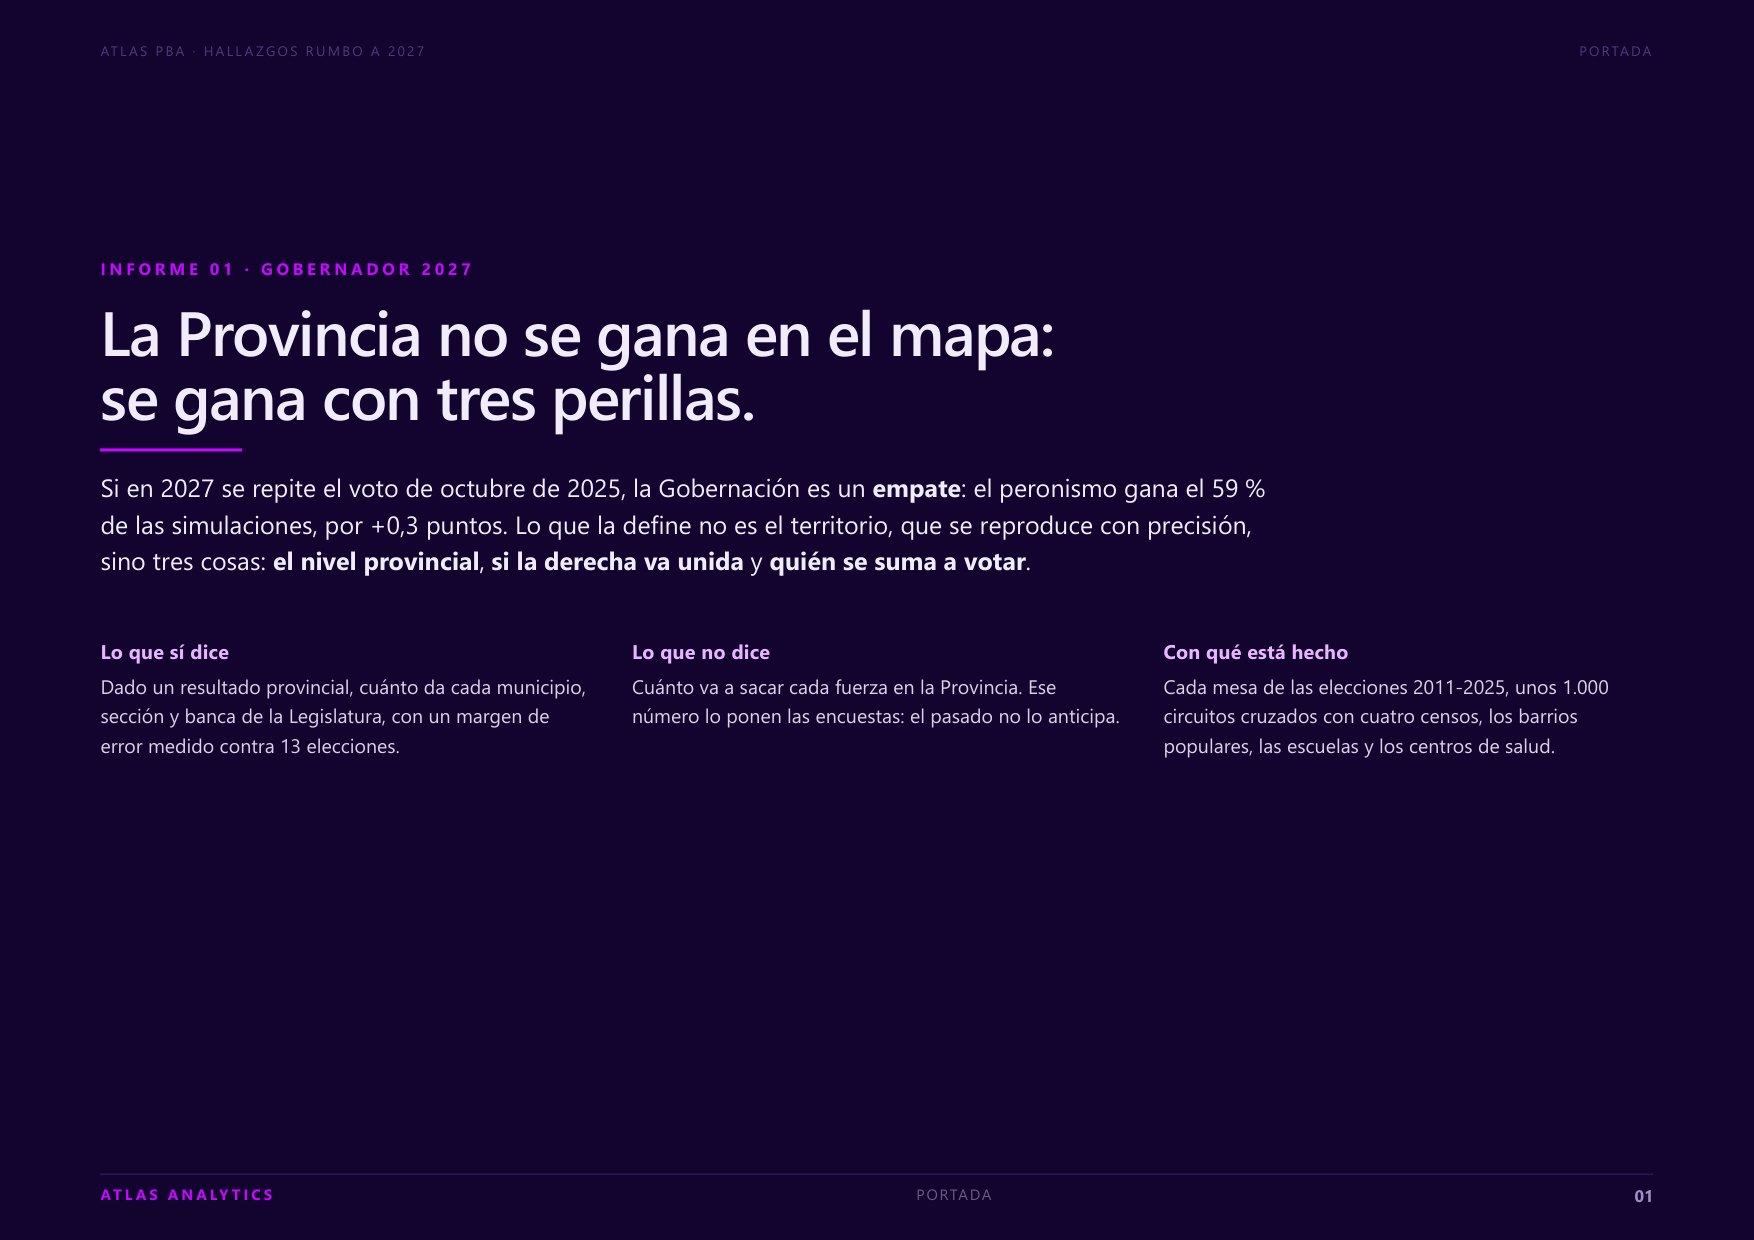 ATLAS PBA · HALLAZGOS RUMBO A 2027
PORTADA
INFORME 01 · GOBERNADOR 2027
La Provincia no se gana en el mapa:
se gana con tres perillas.
Si en 2027 se repite el voto de octubre de 2025, la Gobernación es un empate: el peronismo gana el 59 %
de las simulaciones, por +0,3 puntos. Lo que la define no es el territorio, que se reproduce con precisión,
sino tres cosas: el nivel provincial, si la derecha va unida y quién se suma a votar.
Lo que sí dice
Dado un resultado provincial, cuánto da cada municipio,
sección y banca de la Legislatura, con un margen de
error medido contra 13 elecciones.
Lo que no dice
Cuánto va a sacar cada fuerza en la Provincia. Ese
número lo ponen las encuestas: el pasado no lo anticipa.
Con qué está hecho
Cada mesa de las elecciones 2011-2025, unos 1.000
circuitos cruzados con cuatro censos, los barrios
populares, las escuelas y los centros de salud.
ATLAS ANALYTICS
PORTADA
01